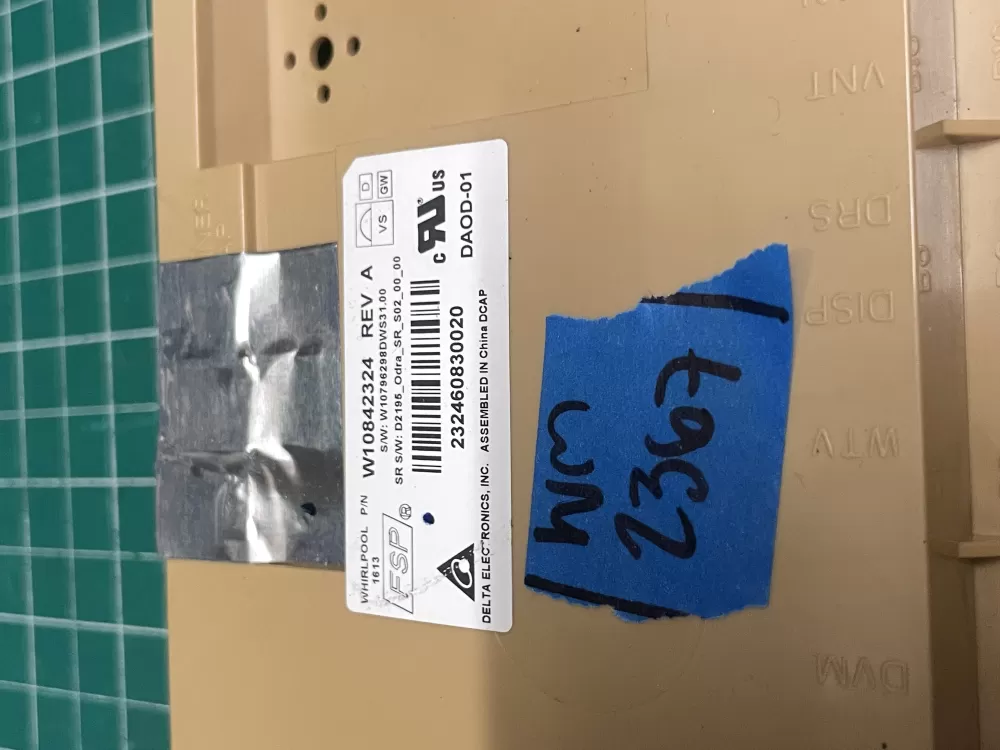 WHIRLPOOL P/N W10842324 REV A
1613
S/W: W10796298DWS31.00
SR S/W: D2195_Odra_SR_S02_00_00
D
VS GW
FSP®
232460830020
c RU® US
DAOD-01
DELTA ELECTRONICS, INC. ASSEMBLED IN China DCAP
WM
2367
VNT
DRS
DISP
WTV
DVM